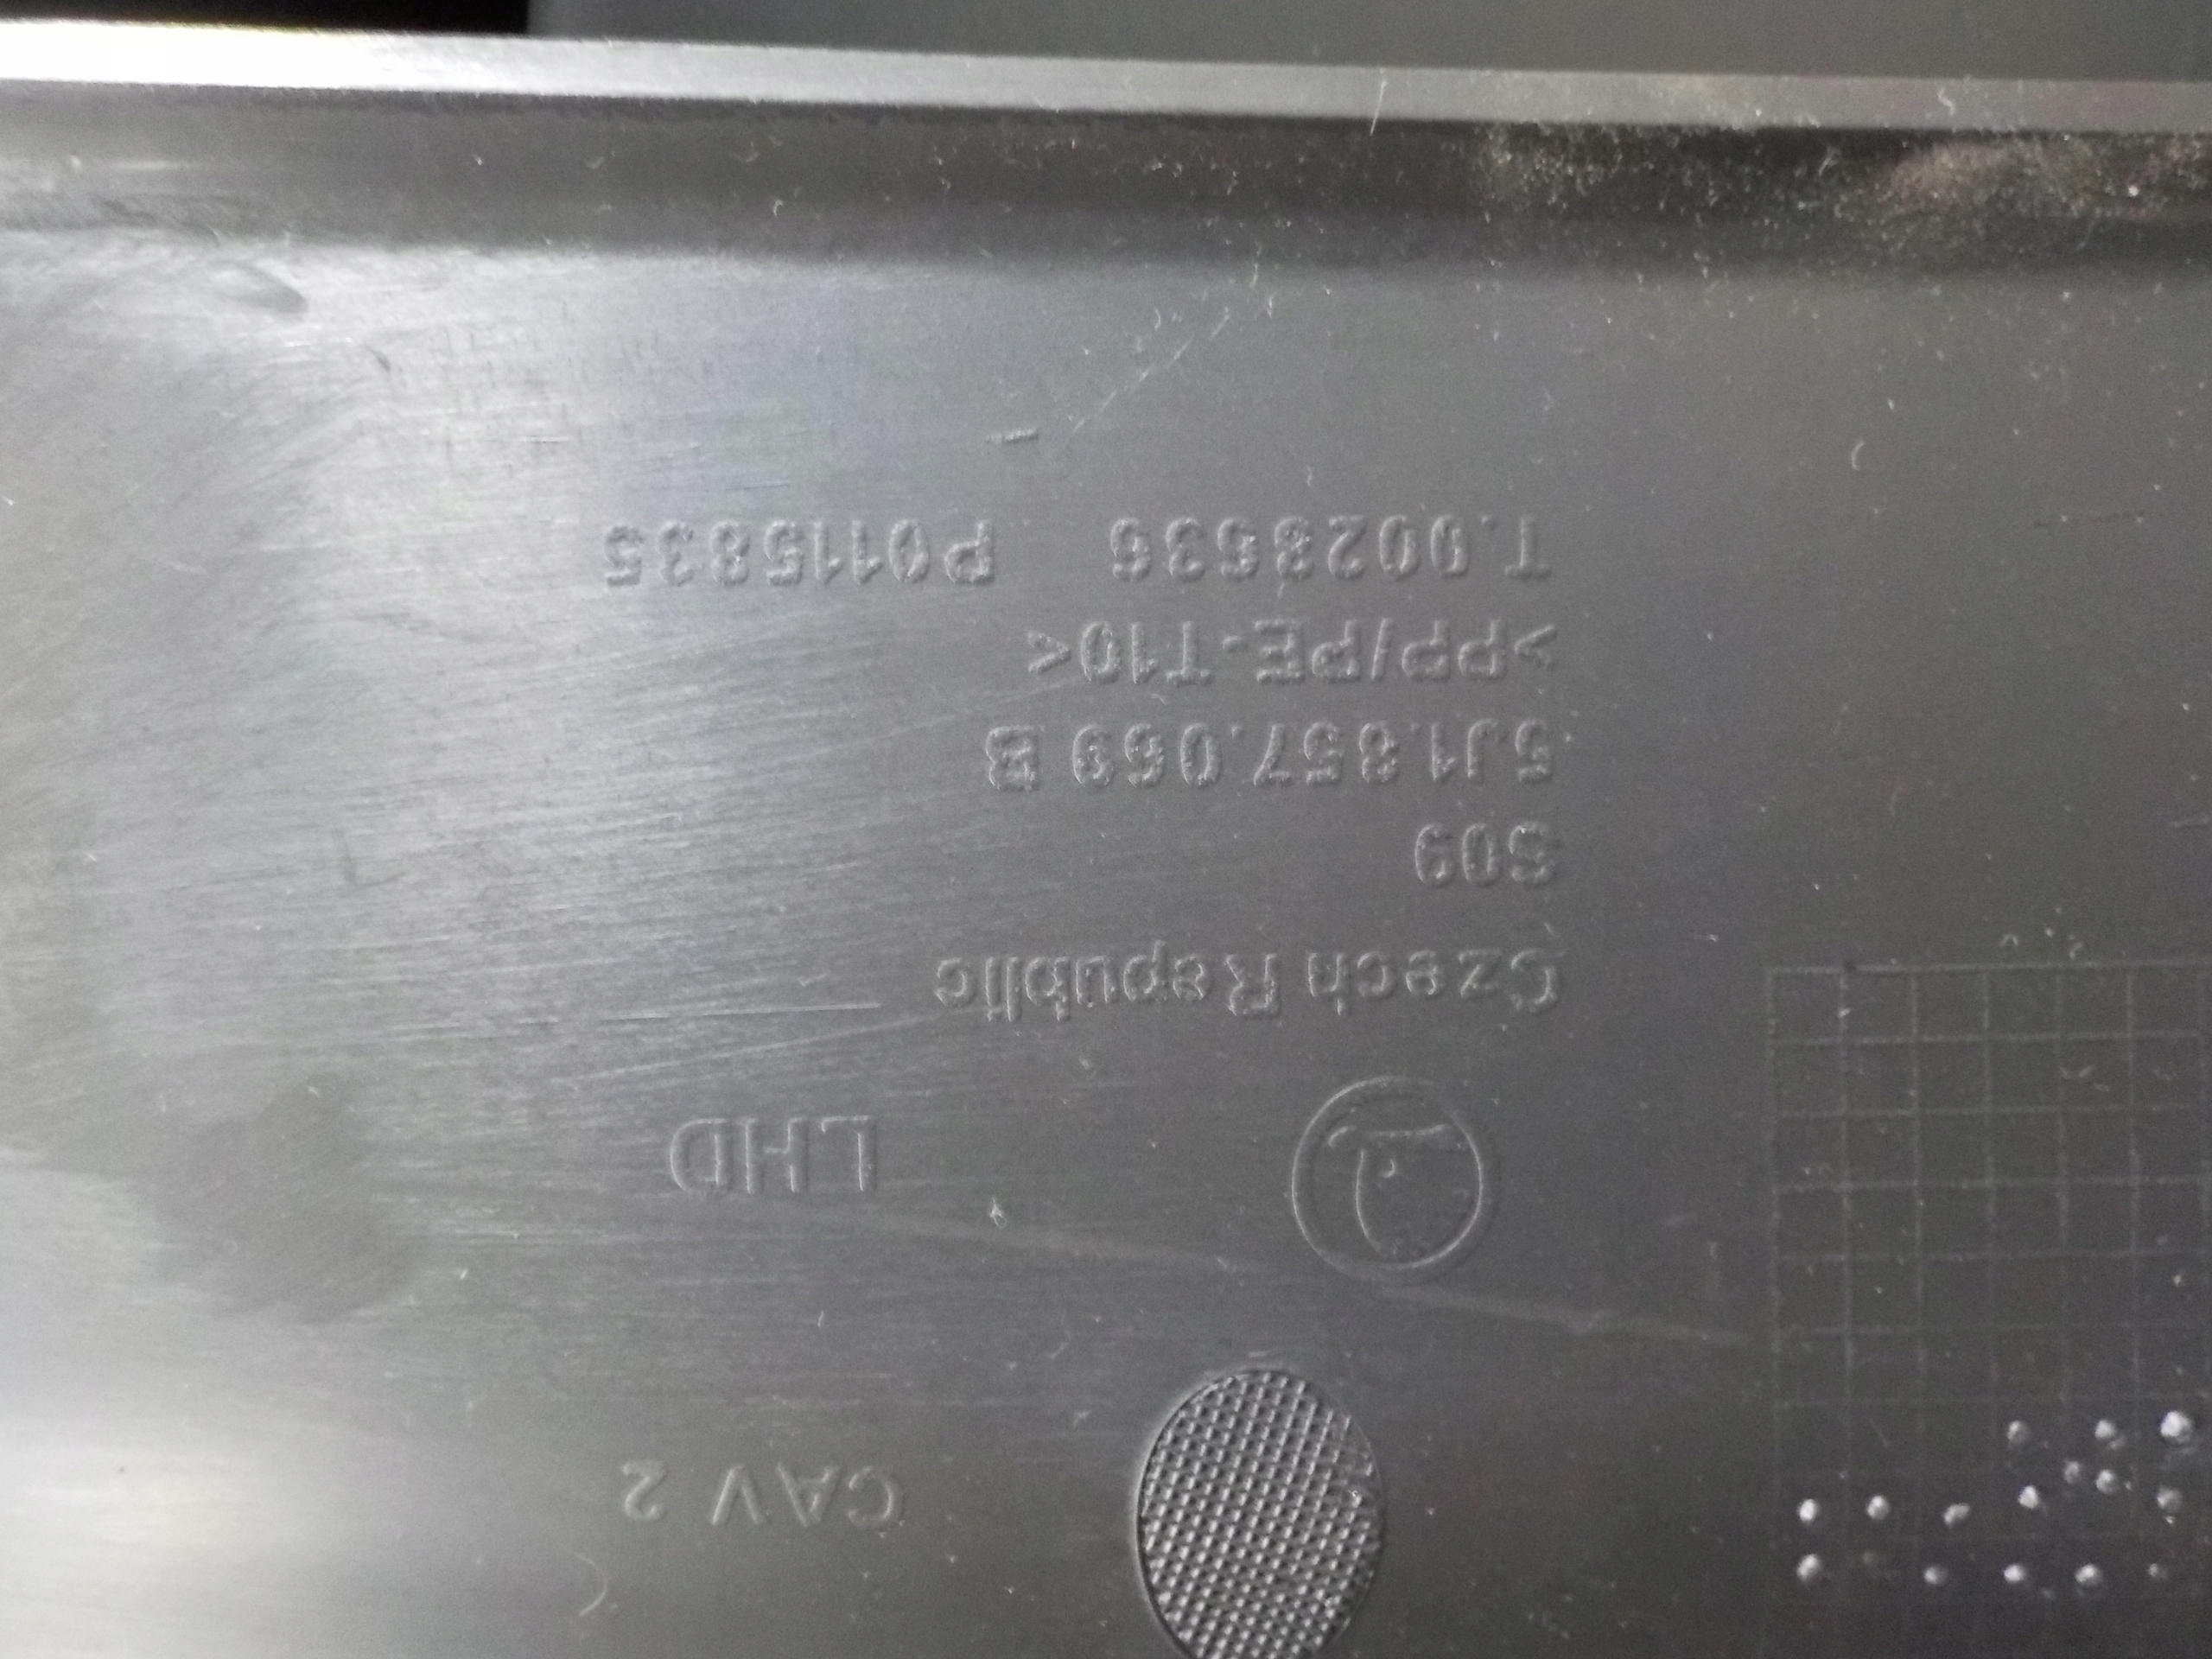 CAV 2
LHD
Czech Republic
S09
5J1.857.069 B
>PP/PE-T10<
T.0028636 P0115835